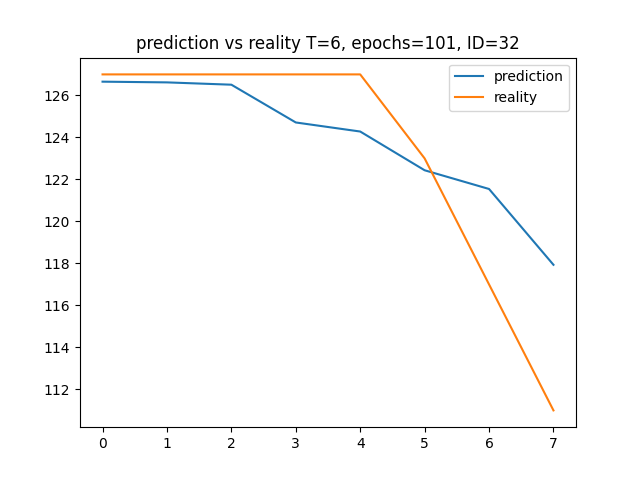 prediction vs reality T=6, epochs=101, ID=32
prediction
reality
126
124
122
120
118
116
114
112
0 1 2 3 4 5 6 7